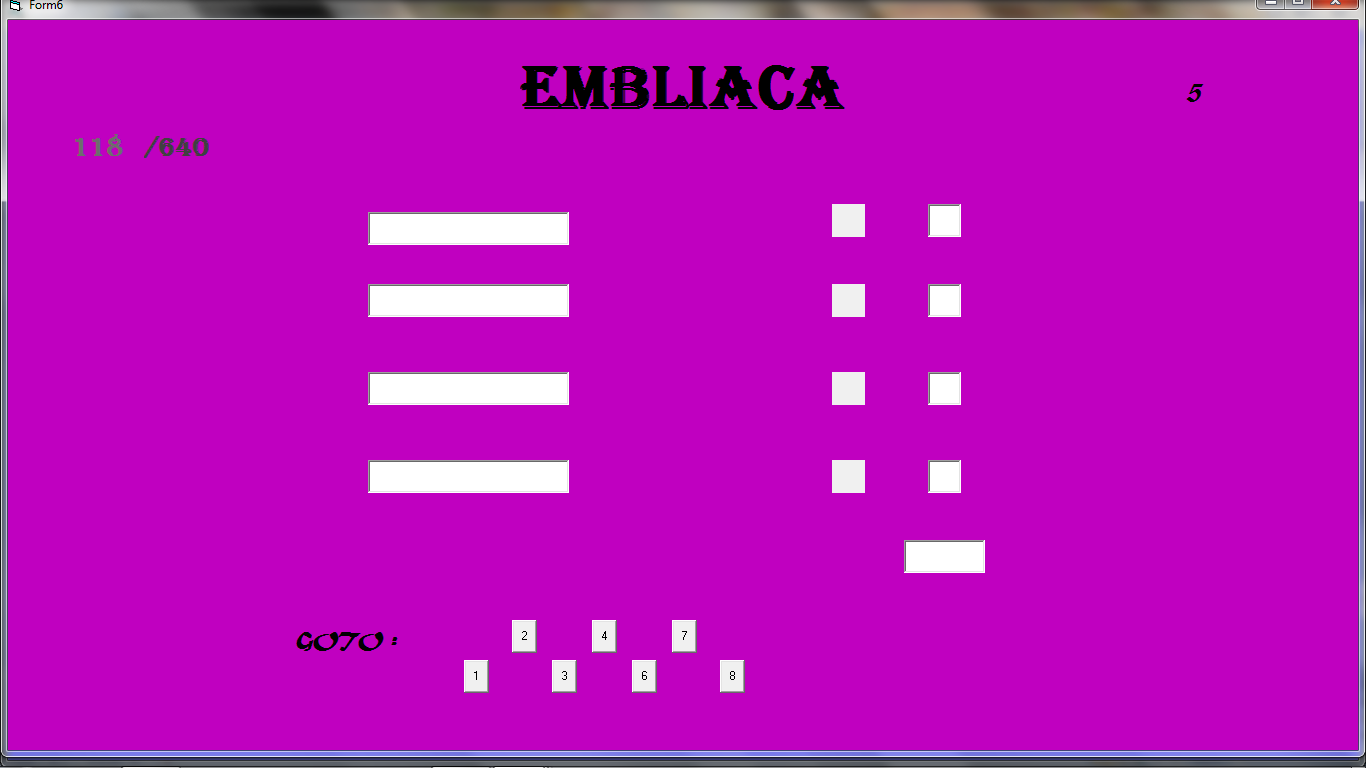 Form6
EMBLIACA
5
118 /640
GOTO :
2 4 7
1 3 6 8